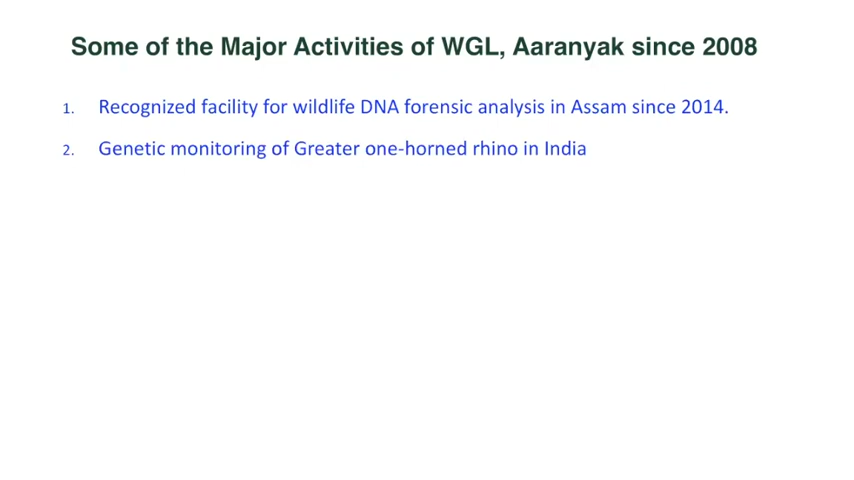 Some of the Major Activities of WGL, Aaranyak since 2008
1. Recognized facility for wildlife DNA forensic analysis in Assam since 2014.
2. Genetic monitoring of Greater one-horned rhino in India